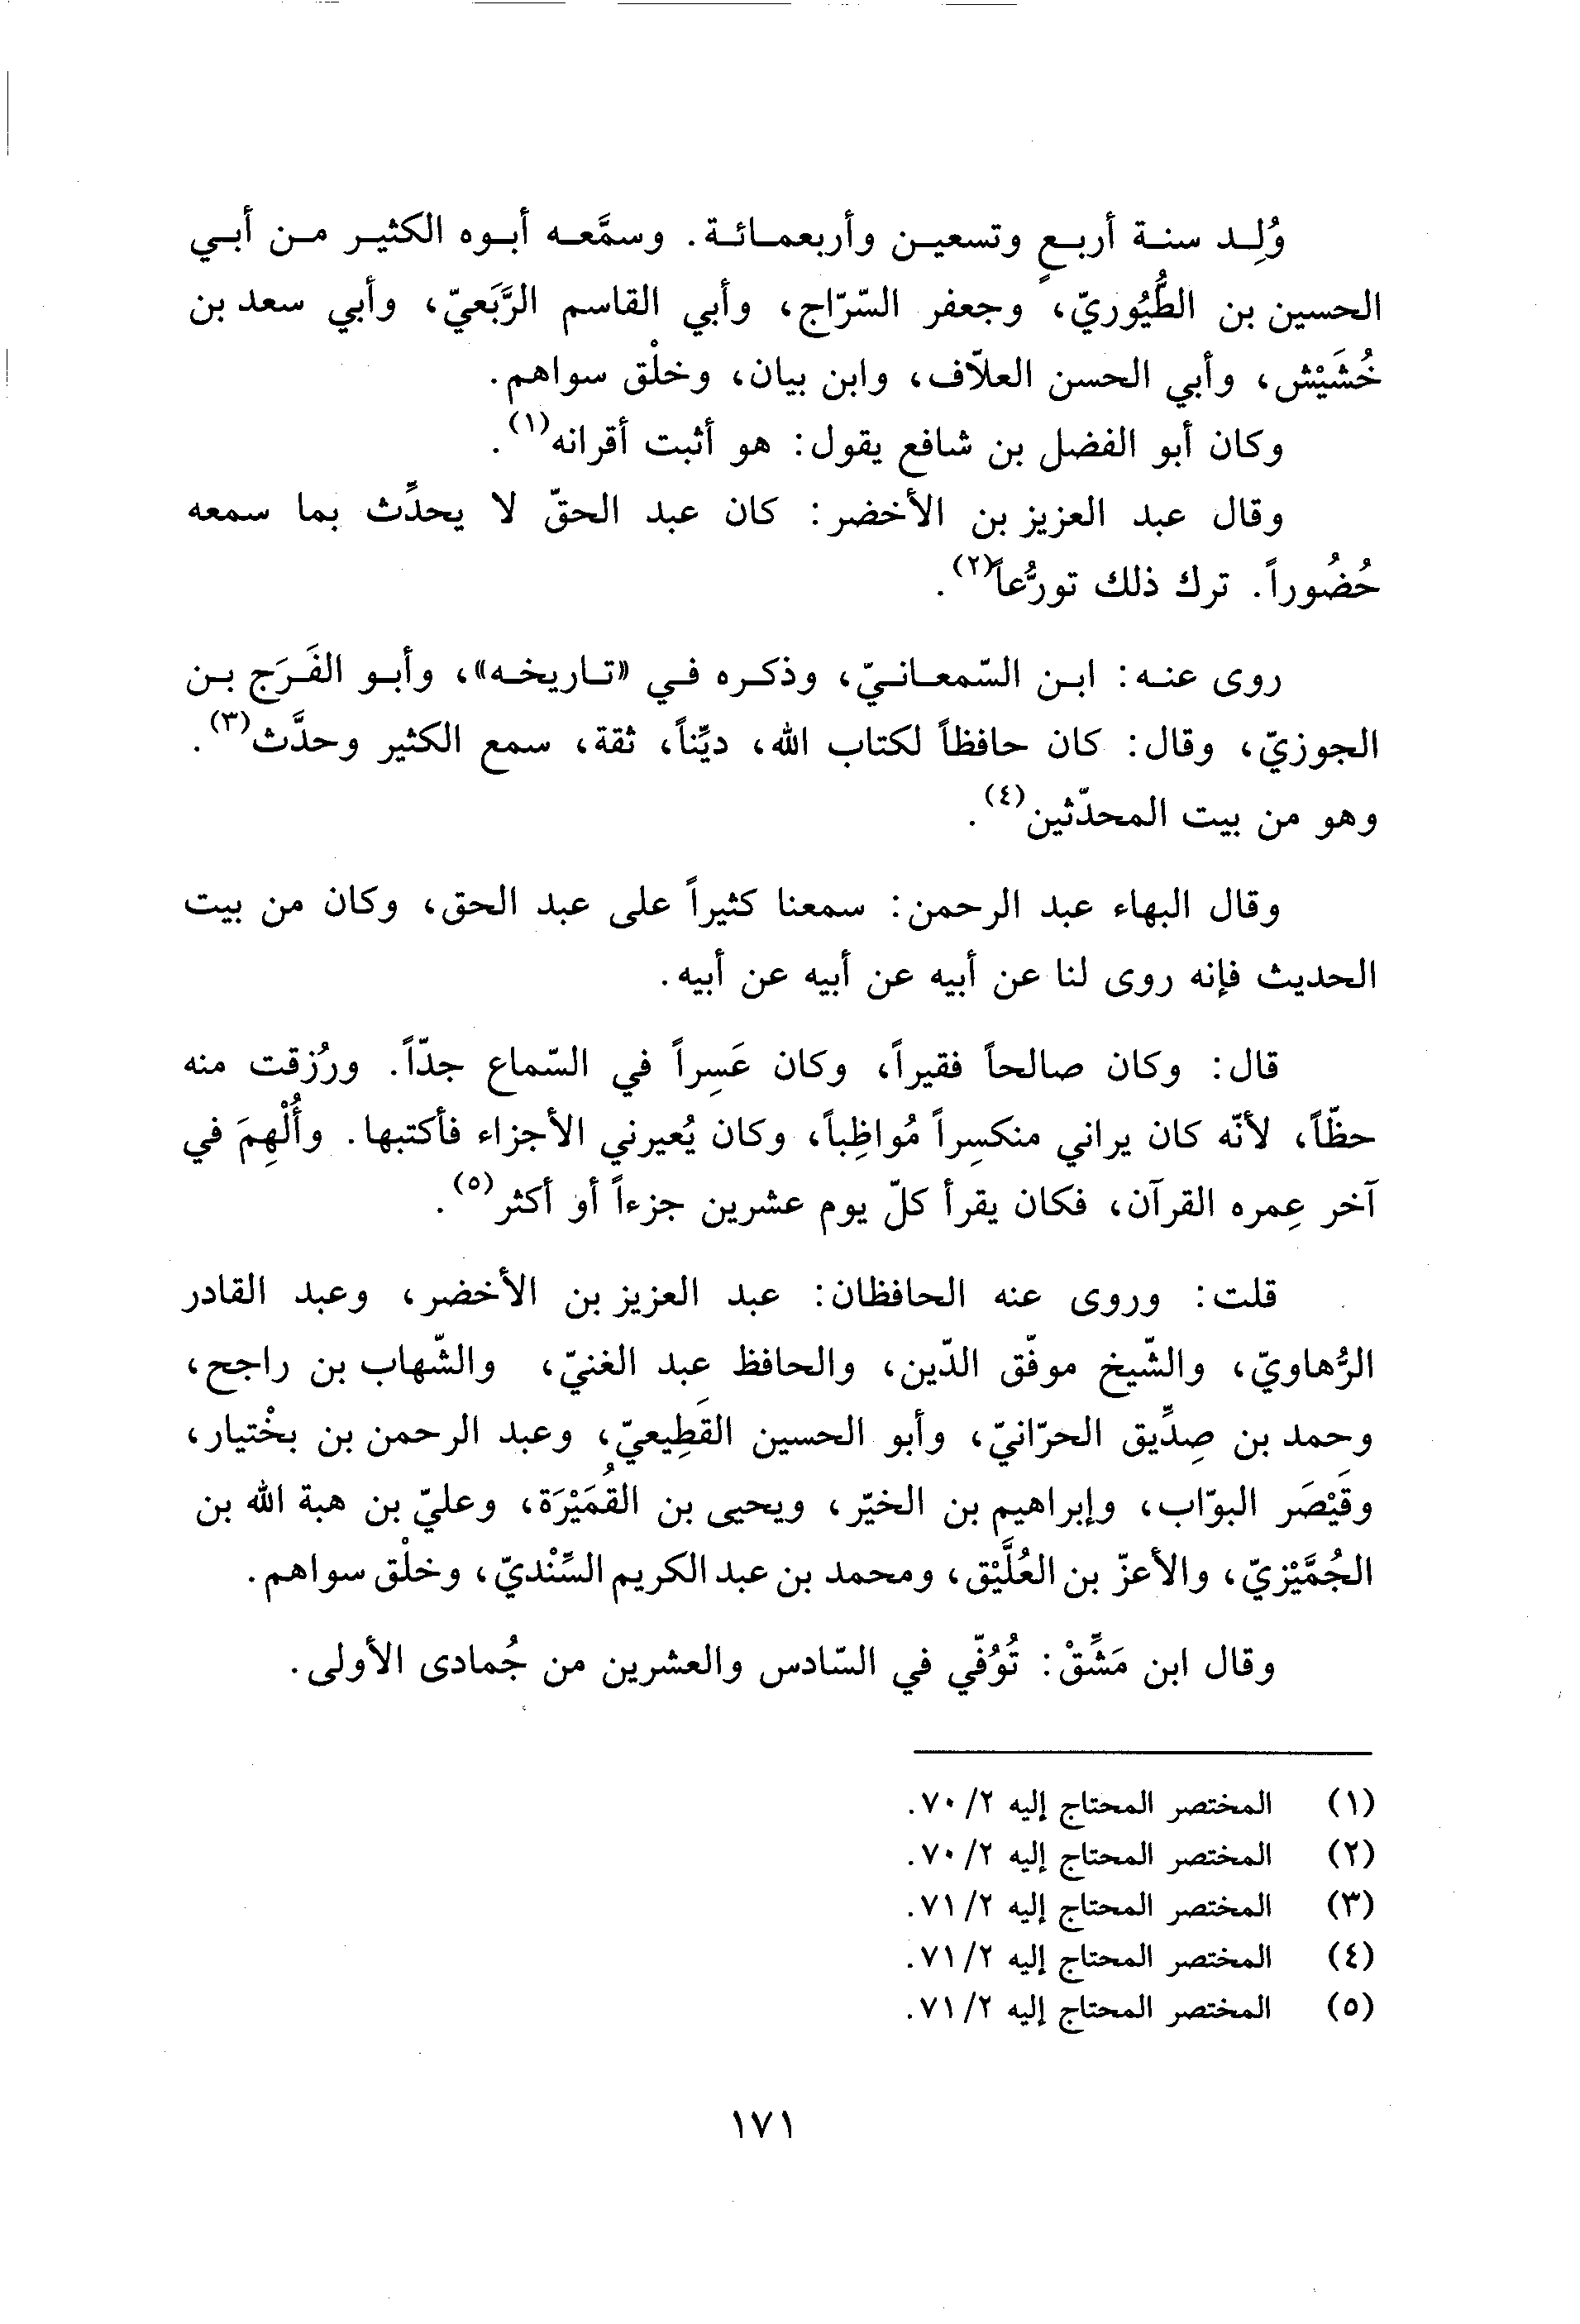 وُلِد سنة أربعٍ وتسعين وأربعمائة. وسمَّعه أبوه الكثير من أبي
الحسين بن الطُّيُوريّ، وجعفر السّرّاج، وأبي القاسم الرَّبَعيّ، وأبي سعد بن
خُشَيْش، وأبي الحسن العلاّف، وابن بيان، وخلْق سواهم.
وكان أبو الفضل بن شافع يقول: هو أثبت أقرانه(١).
وقال عبد العزيز بن الأخضر: كان عبد الحقّ لا يحدِّث بما سمعه
حُضُوراً. ترك ذلك تورُّعاً(٢).
روى عنه: ابن السّمعانيّ، وذكره في «تاريخه»، وأبو الفَرَج بن
الجوزيّ، وقال: كان حافظاً لكتاب الله، ديِّناً، ثقة، سمع الكثير وحدَّث(٣).
وهو من بيت المحدّثين(٤).
وقال البهاء عبد الرحمن: سمعنا كثيراً على عبد الحق، وكان من بيت
الحديث فإنه روى لنا عن أبيه عن أبيه عن أبيه.
قال: وكان صالحاً فقيراً، وكان عَسِراً في السّماع جدّاً. ورُزقت منه
حظّاً، لأنّه كان يراني منكسِراً مُواظِباً، وكان يُعيرني الأجزاء فأكتبها. وأُلْهِمَ في
آخر عِمره القرآن، فكان يقرأ كلّ يوم عشرين جزءاً أو أكثر(٥).
قلت: وروى عنه الحافظان: عبد العزيز بن الأخضر، وعبد القادر
الرُّهاويّ، والشّيخ موفّق الدّين، والحافظ عبد الغنيّ، والشّهاب بن راجح،
وحمد بن صِدِّيق الحرّانيّ، وأبو الحسين القَطِيعيّ، وعبد الرحمن بن بخْتيار،
وقَيْصَر البوّاب، وإبراهيم بن الخيّر، ويحيى بن القُمَيْرَة، وعليّ بن هبة الله بن
الجُمَّيْزيّ، والأعزّ بن العُلَّيْق، ومحمد بن عبد الكريم السِّنْديّ، وخلْق سواهم.
وقال ابن مَشِّقْ: تُوُفّي في السّادس والعشرين من جُمادى الأولى.
(١) المختصر المحتاج إليه ٢/ ٧٠.
(٢) المختصر المحتاج إليه ٢/ ٧٠.
(٣) المختصر المحتاج إليه ٢/ ٧١.
(٤) المختصر المحتاج إليه ٢/ ٧١.
(٥) المختصر المحتاج إليه ٢/ ٧١.
١٧١